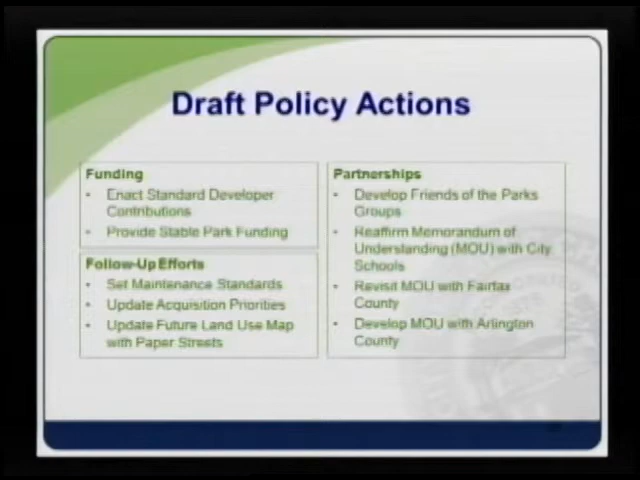 Draft Policy Actions
Funding
• Enact Standard Developer
Contributions
• Provide Stable Park Funding
Follow-Up Efforts
• Set Maintenance Standards
• Update Acquisition Priorities
• Update Future Land Use Map
with Paper Streets
Partnerships
• Develop Friends of the Parks
Groups
• Reaffirm Memorandum of
Understanding (MOU) with City
Schools
• Revisit MOU with Fairfax
County
• Develop MOU with Arlington
County